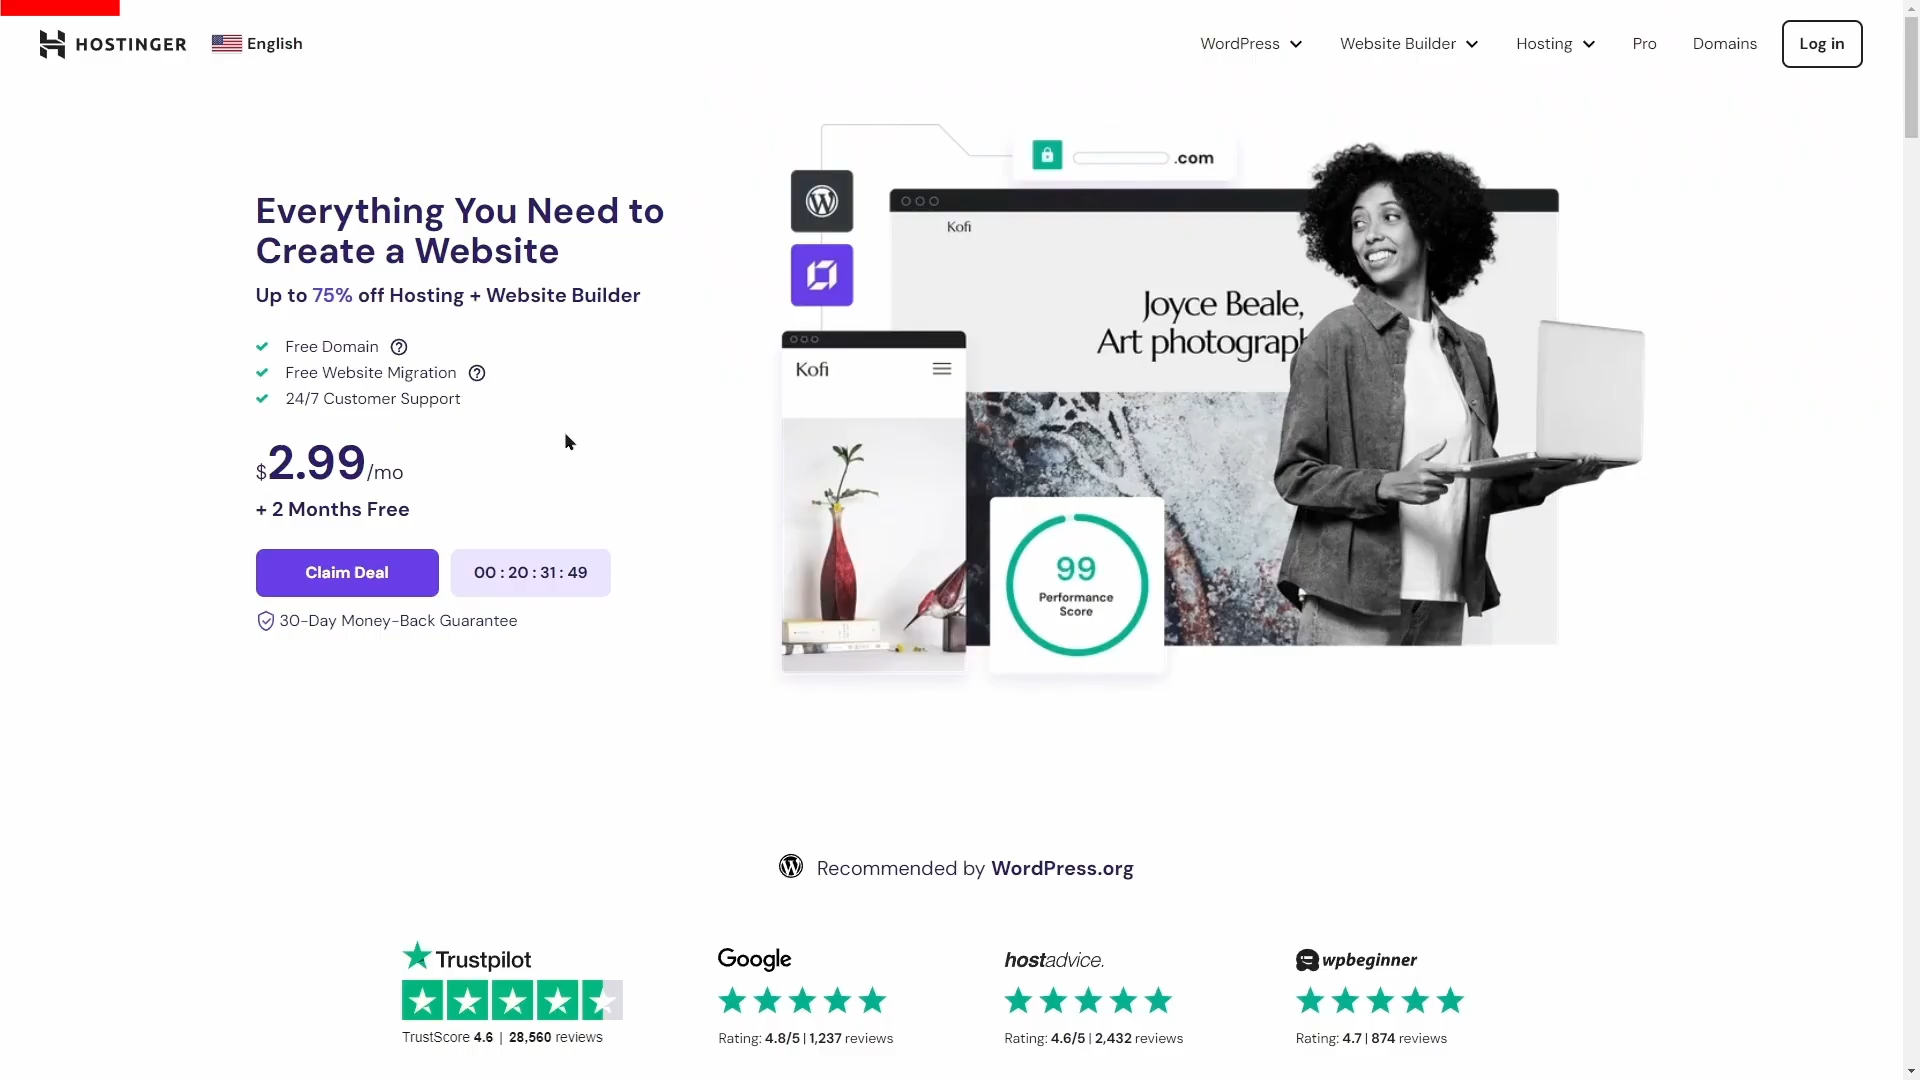 HOSTINGER
English
WordPress
Website Builder
Hosting
Pro
Domains
Log in
Everything You Need to
Create a Website
Up to 75% off Hosting + Website Builder
Free Domain
Free Website Migration
24/7 Customer Support
$2.99/mo
+ 2 Months Free
Claim Deal
00 : 20 : 31 : 49
30-Day Money-Back Guarantee
.com
Kofi
Joyce Beale,
Art photograph
Kofi
99
Performance
Score
Recommended by WordPress.org
Trustpilot
TrustScore 4.6 | 28,560 reviews
Google
Rating: 4.8/5 | 1,237 reviews
hostadvice.
Rating: 4.6/5 | 2,432 reviews
wpbeginner
Rating: 4.7 | 874 reviews